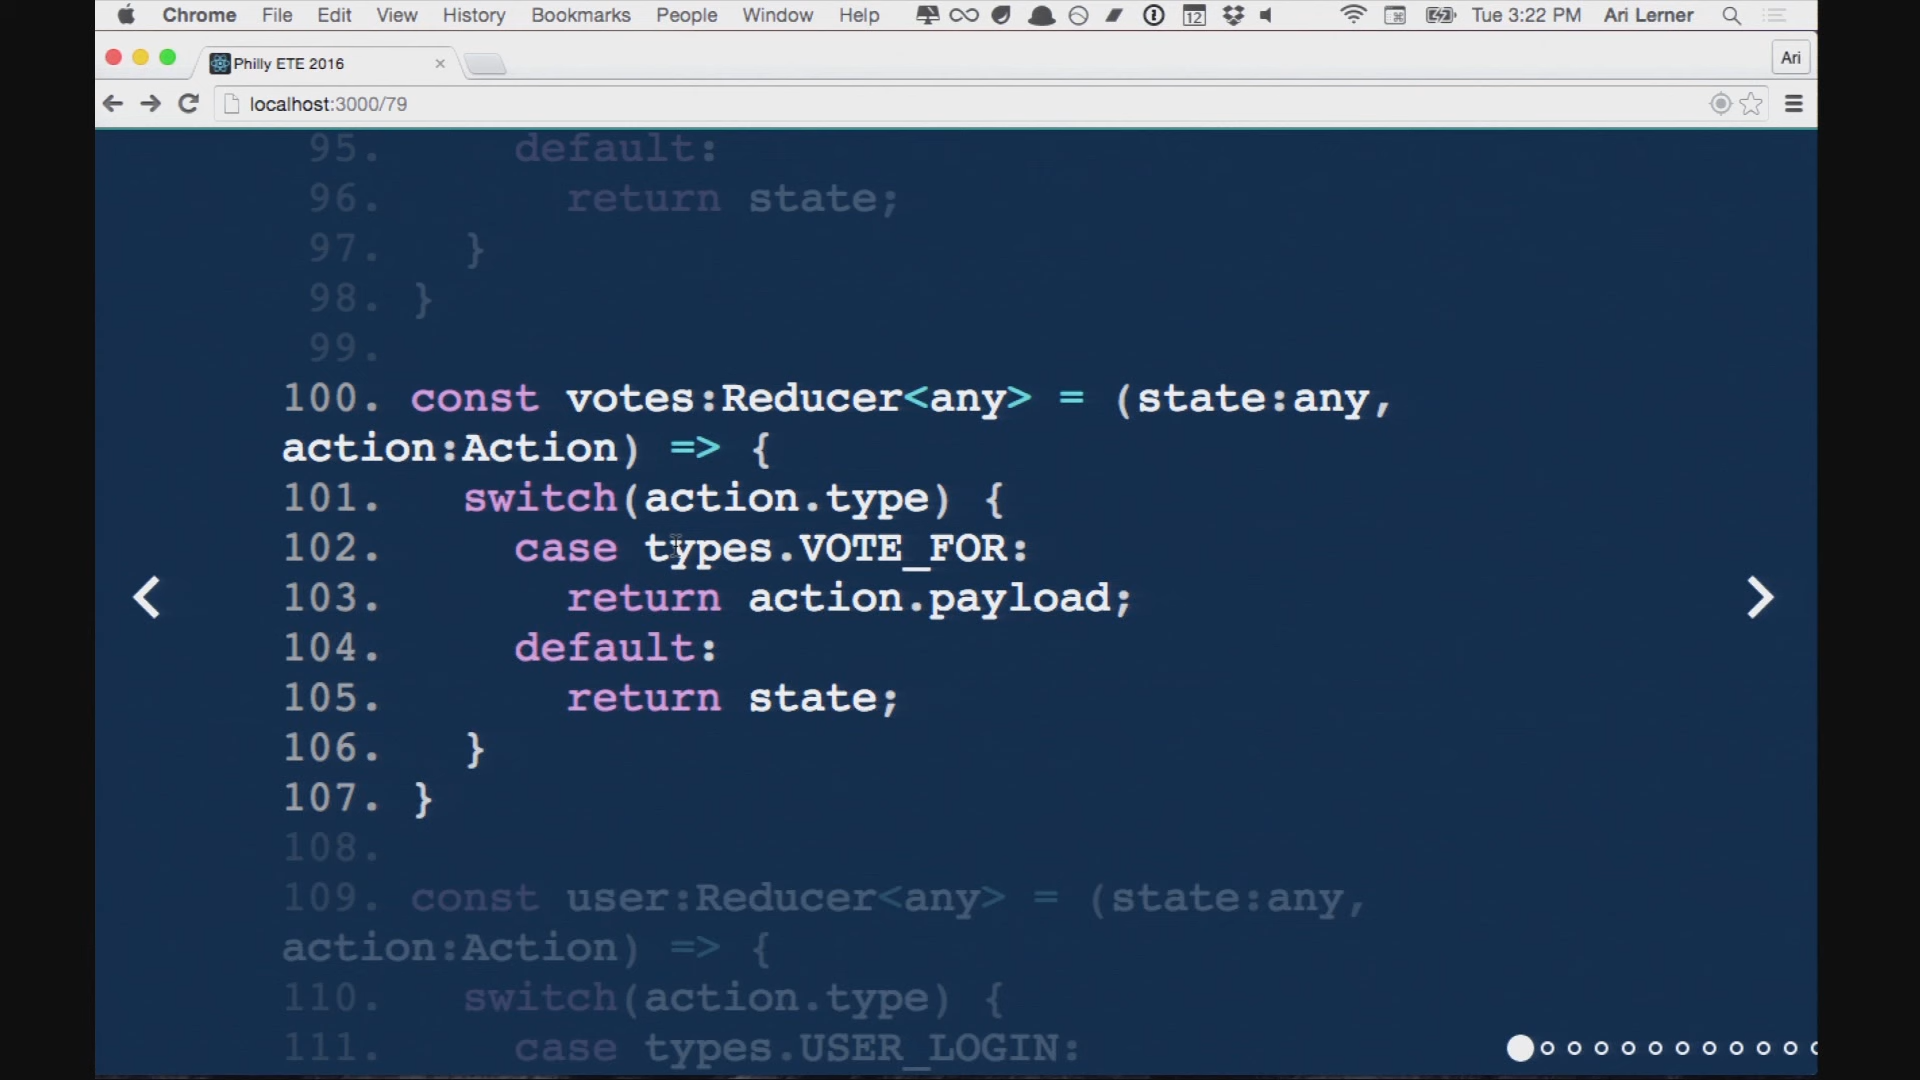 Chrome File Edit View History Bookmarks People Window Help 12 Tue 3:22 PM Ari Lerner
Philly ETE 2016
Ari
localhost:3000/79
95. default:
96. return state;
97. }
98. }
99.
100. const votes:Reducer<any> = (state:any,
action:Action) => {
101. switch(action.type) {
102. case types.VOTE_FOR:
103. return action.payload;
104. default:
105. return state;
106. }
107. }
108.
109. const user:Reducer<any> = (state:any,
action:Action) => {
110. switch(action.type) {
111. case types.USER_LOGIN: